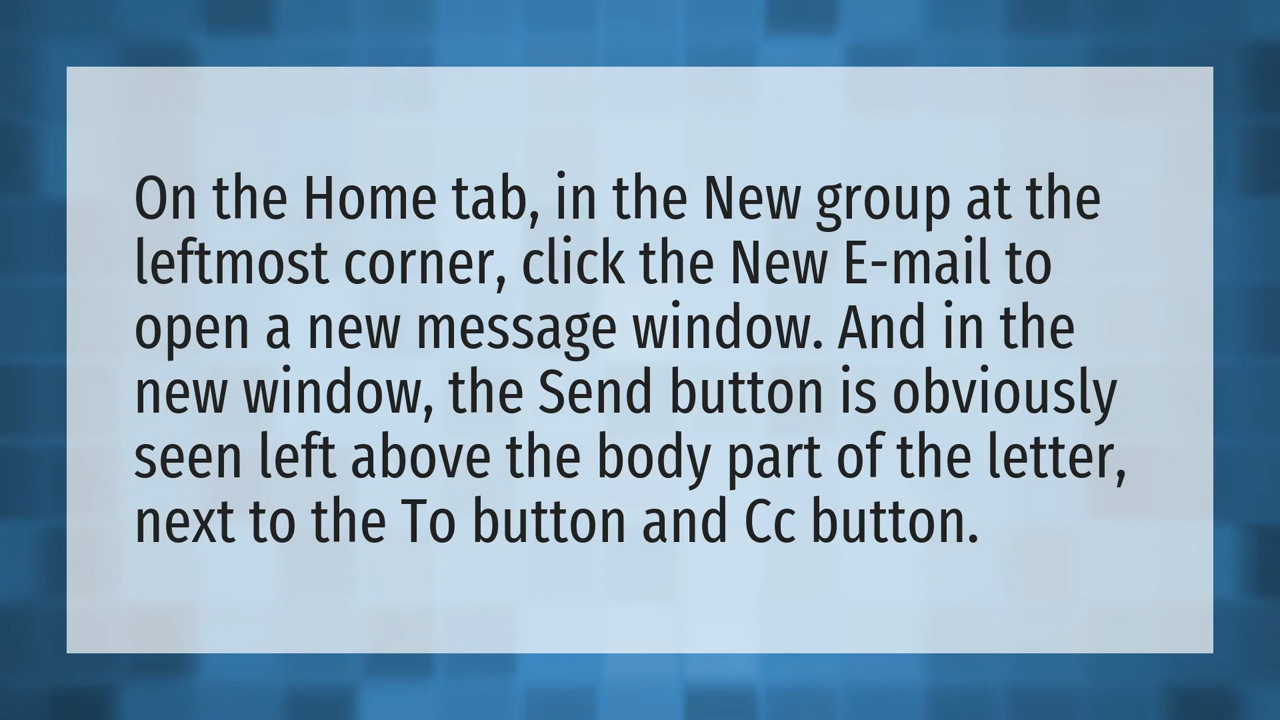 On the Home tab, in the New group at the
leftmost corner, click the New E-mail to
open a new message window. And in the
new window, the Send button is obviously
seen left above the body part of the letter,
next to the To button and Cc button.